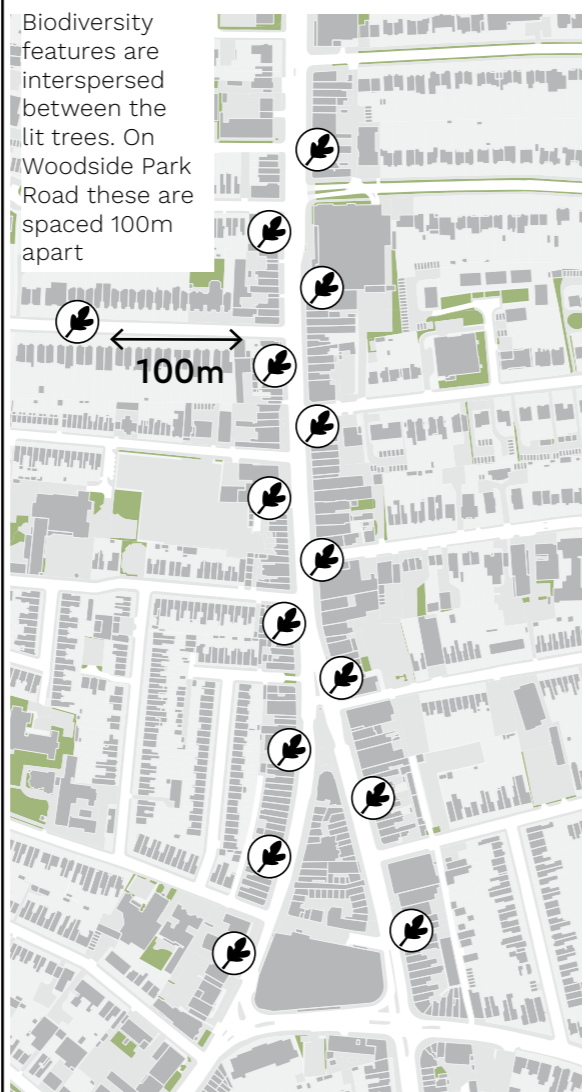 Biodiversity
features are
interspersed
between the
lit trees. On
Woodside Park
Road these are
spaced 100m
apart
100m